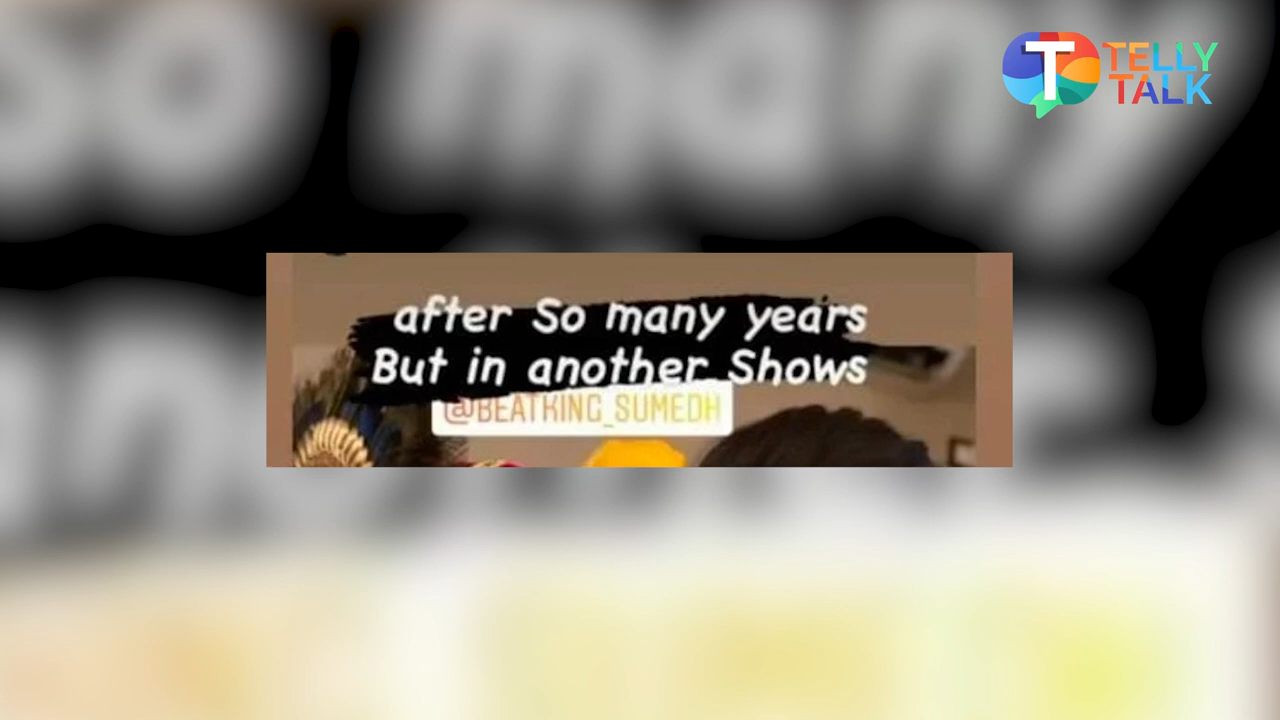 TELLY
TALK
after So many years
But in another Shows
@BEATKING_SUMEDH